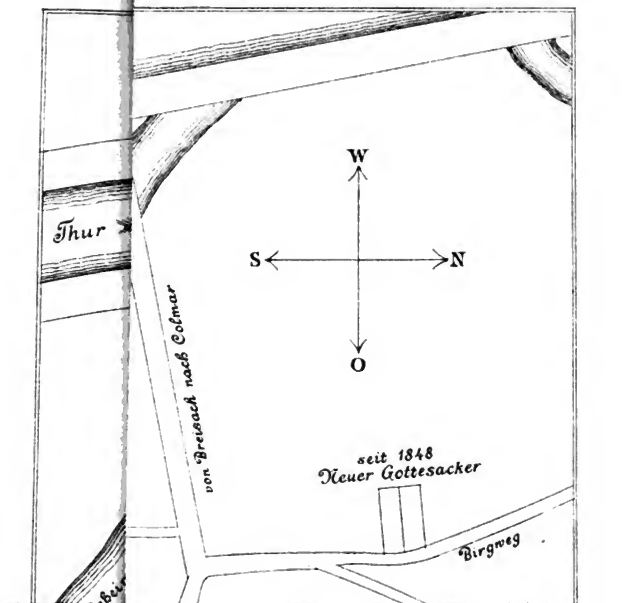 W
Thur
S
N
von Breisach nach Colmar
O
seit 1848
Neuer Gottesacker
Birgweg